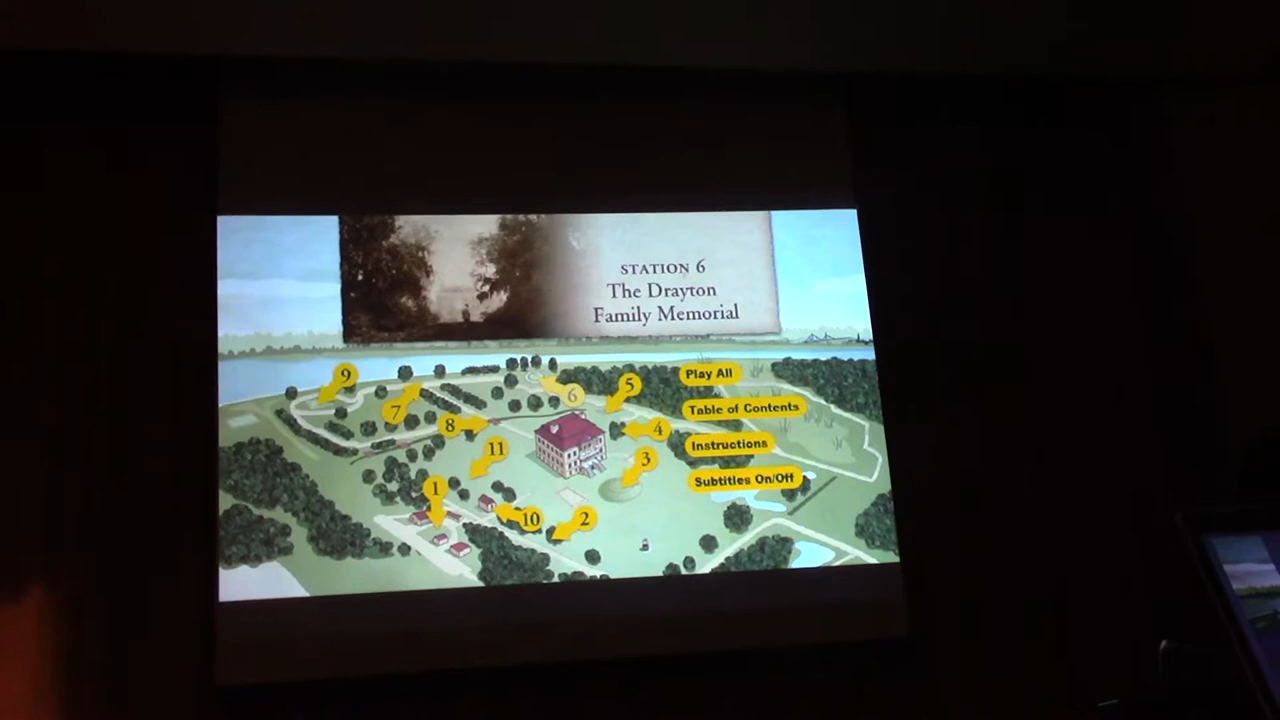 STATION 6
The Drayton
Family Memorial
9
7
8
6
5
4
3
11
1
10
2
Play All
Table of Contents
Instructions
Subtitles On/Off